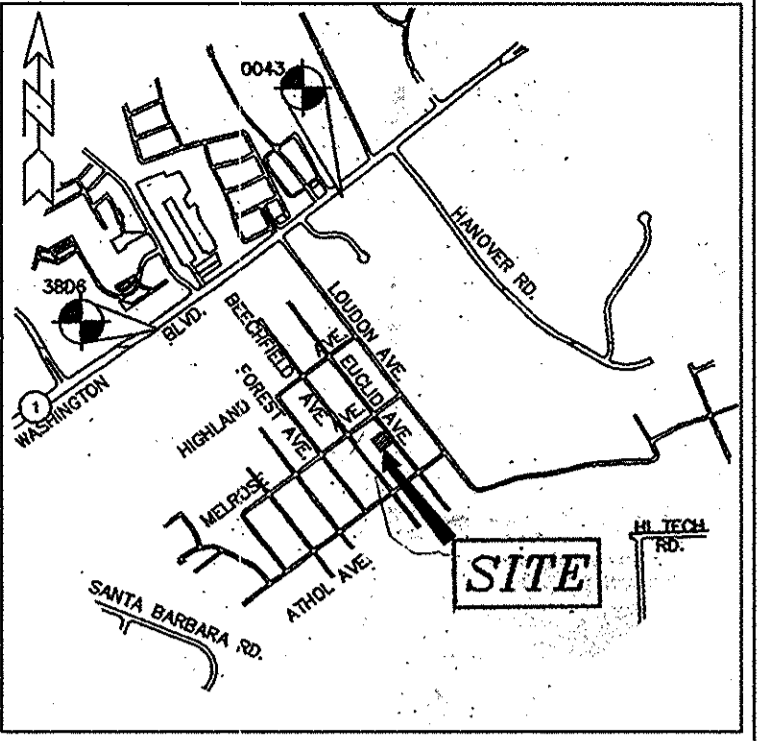 0043
HANOVER RD.
3806
BLVD.
LOUDON AVE.
BEECHFIELD AVE.
EUCLID AVE.
FOREST AVE.
HIGHLAND AVE.
1
WASHINGTON
MELROSE AVE.
ATHOL AVE.
SITE
HI TECH
RD.
SANTA BARBARA RD.